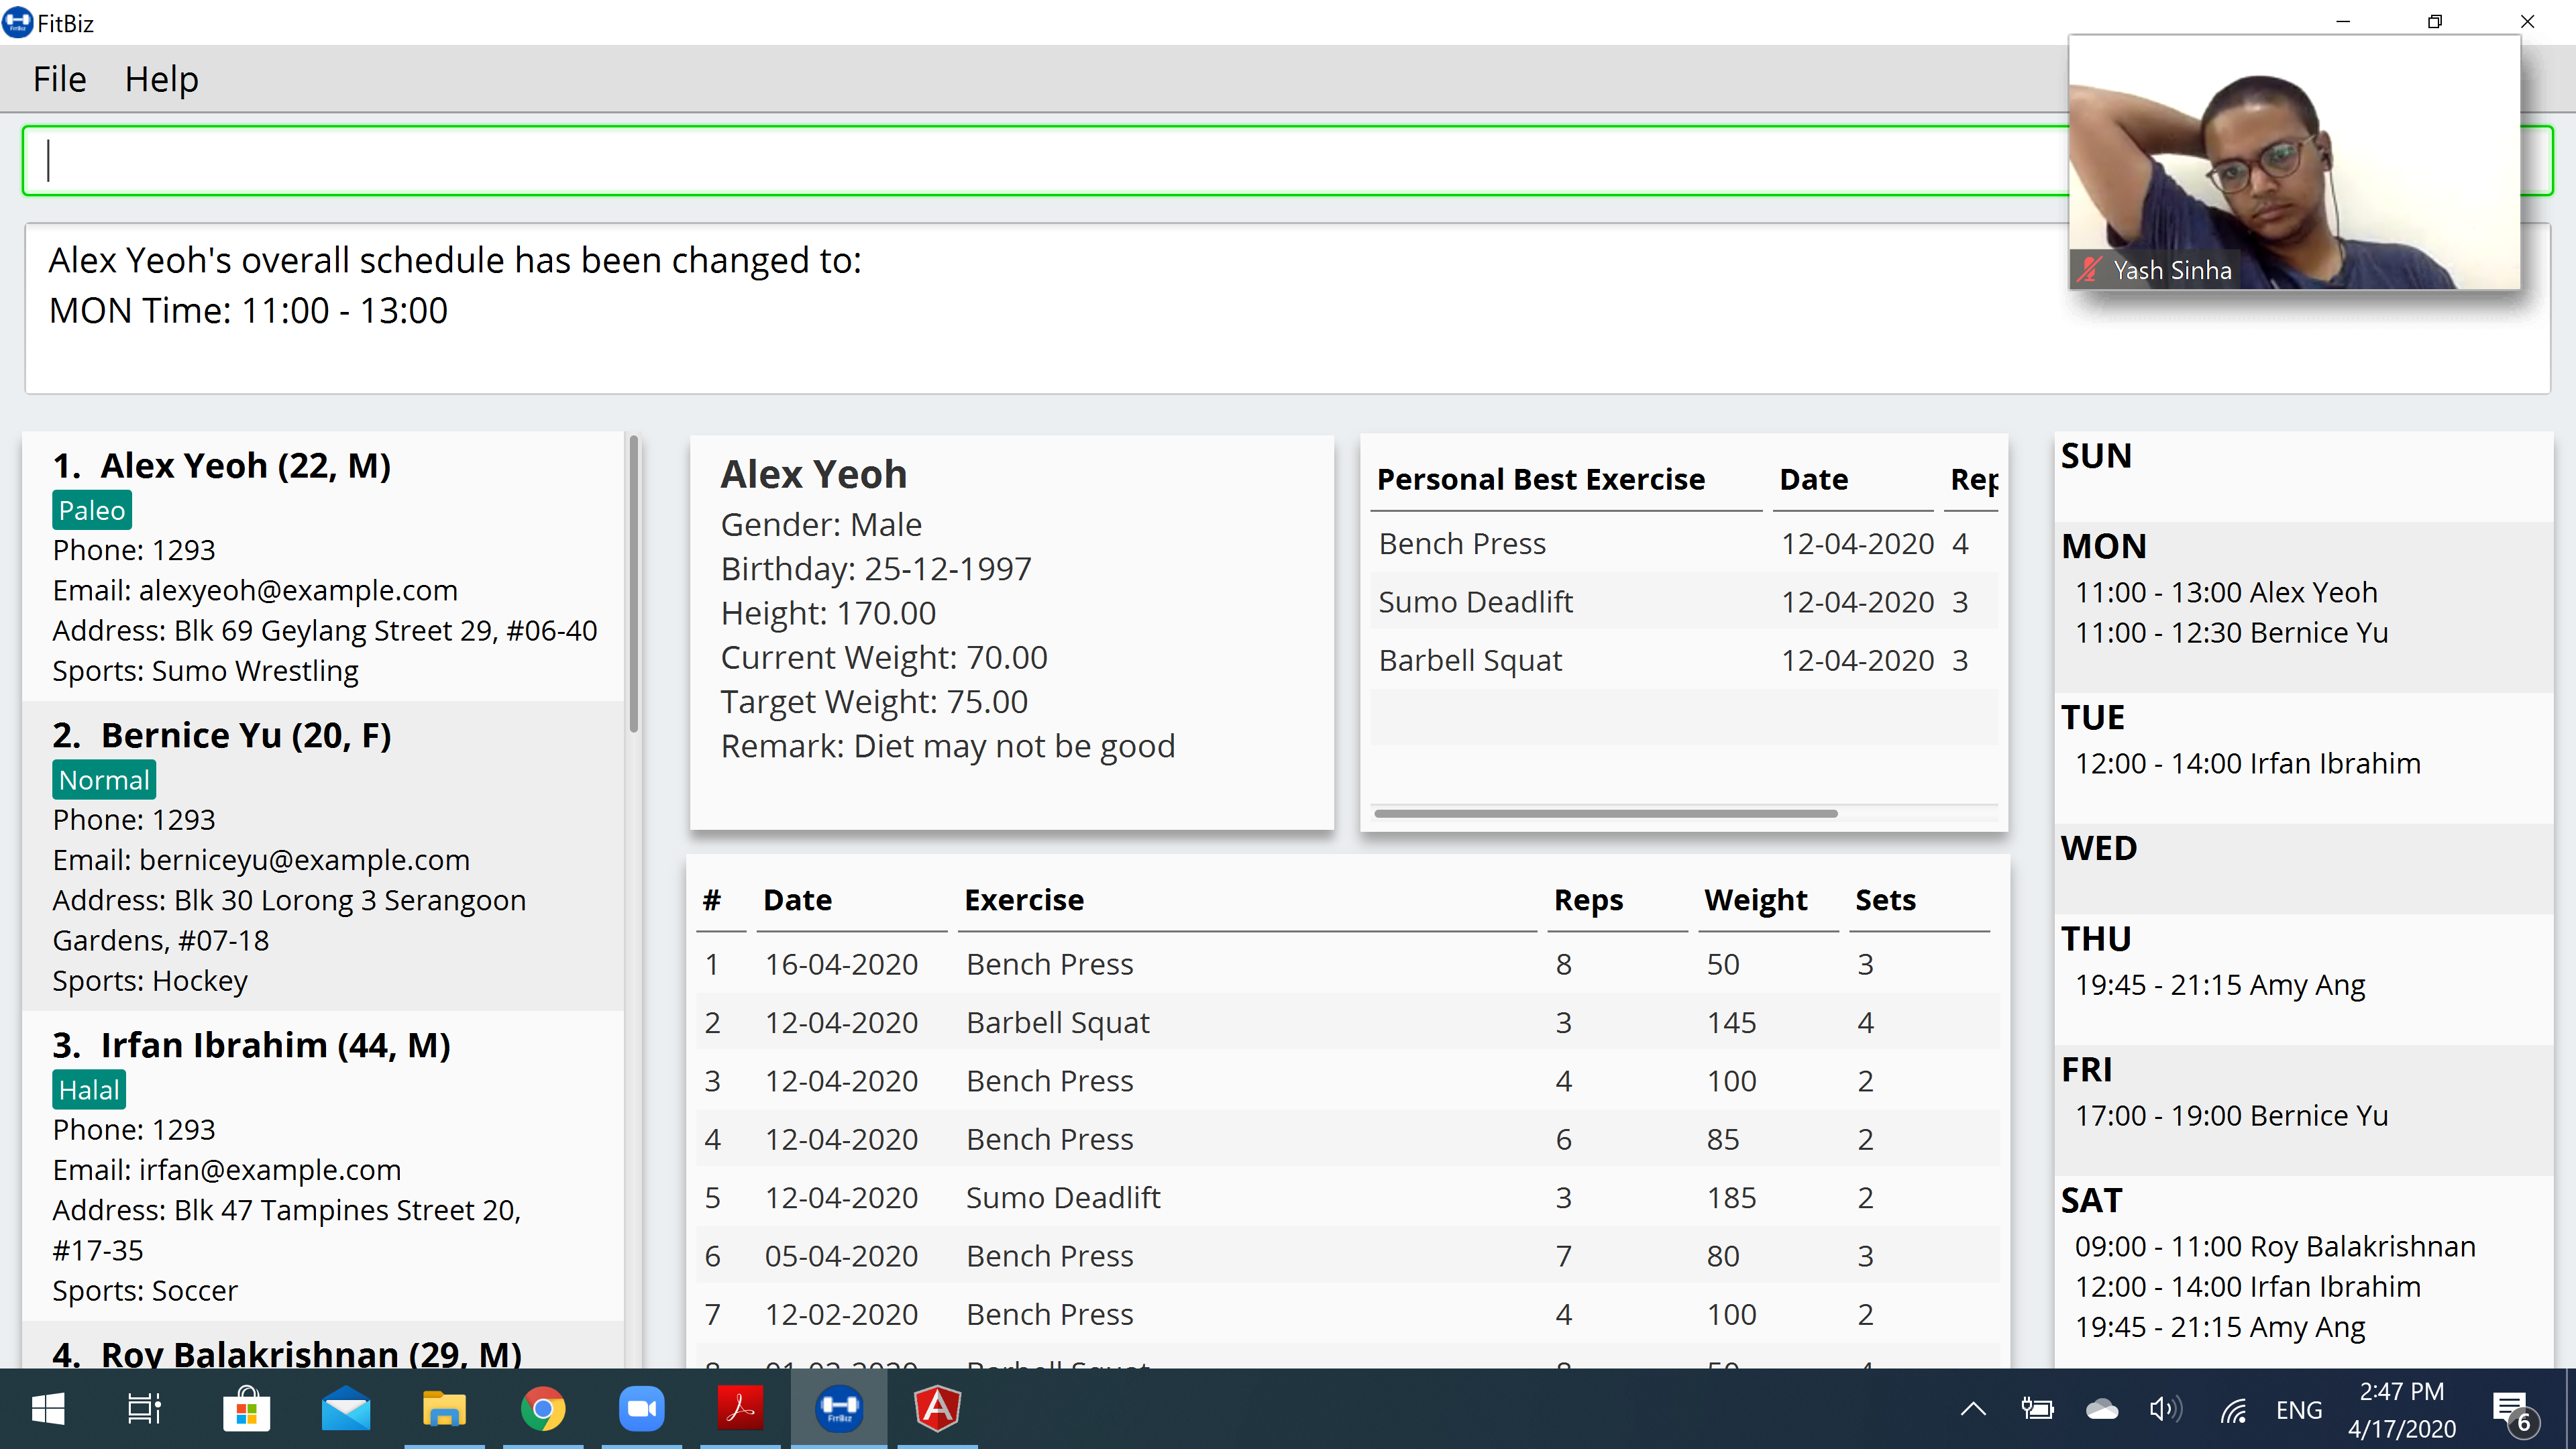 FitBiz
File Help
Yash Sinha
Alex Yeoh's overall schedule has been changed to:
MON Time: 11:00 - 13:00
1. Alex Yeoh (22, M)
Paleo
Phone: 1293
Email: alexyeoh@example.com
Address: Blk 69 Geylang Street 29, #06-40
Sports: Sumo Wrestling
2. Bernice Yu (20, F)
Normal
Phone: 1293
Email: berniceyu@example.com
Address: Blk 30 Lorong 3 Serangoon
Gardens, #07-18
Sports: Hockey
3. Irfan Ibrahim (44, M)
Halal
Phone: 1293
Email: irfan@example.com
Address: Blk 47 Tampines Street 20,
#17-35
Sports: Soccer
4. Roy Balakrishnan (29, M)
Alex Yeoh
Gender: Male
Birthday: 25-12-1997
Height: 170.00
Current Weight: 70.00
Target Weight: 75.00
Remark: Diet may not be good
Personal Best Exercise Date Rep
Bench Press 12-04-2020 4
Sumo Deadlift 12-04-2020 3
Barbell Squat 12-04-2020 3
# Date Exercise Reps Weight Sets
1 16-04-2020 Bench Press 8 50 3
2 12-04-2020 Barbell Squat 3 145 4
3 12-04-2020 Bench Press 4 100 2
4 12-04-2020 Bench Press 6 85 2
5 12-04-2020 Sumo Deadlift 3 185 2
6 05-04-2020 Bench Press 7 80 3
7 12-02-2020 Bench Press 4 100 2
SUN
MON
11:00 - 13:00 Alex Yeoh
11:00 - 12:30 Bernice Yu
TUE
12:00 - 14:00 Irfan Ibrahim
WED
THU
19:45 - 21:15 Amy Ang
FRI
17:00 - 19:00 Bernice Yu
SAT
09:00 - 11:00 Roy Balakrishnan
12:00 - 14:00 Irfan Ibrahim
19:45 - 21:15 Amy Ang
FitBiz
ENG
2:47 PM
4/17/2020
6